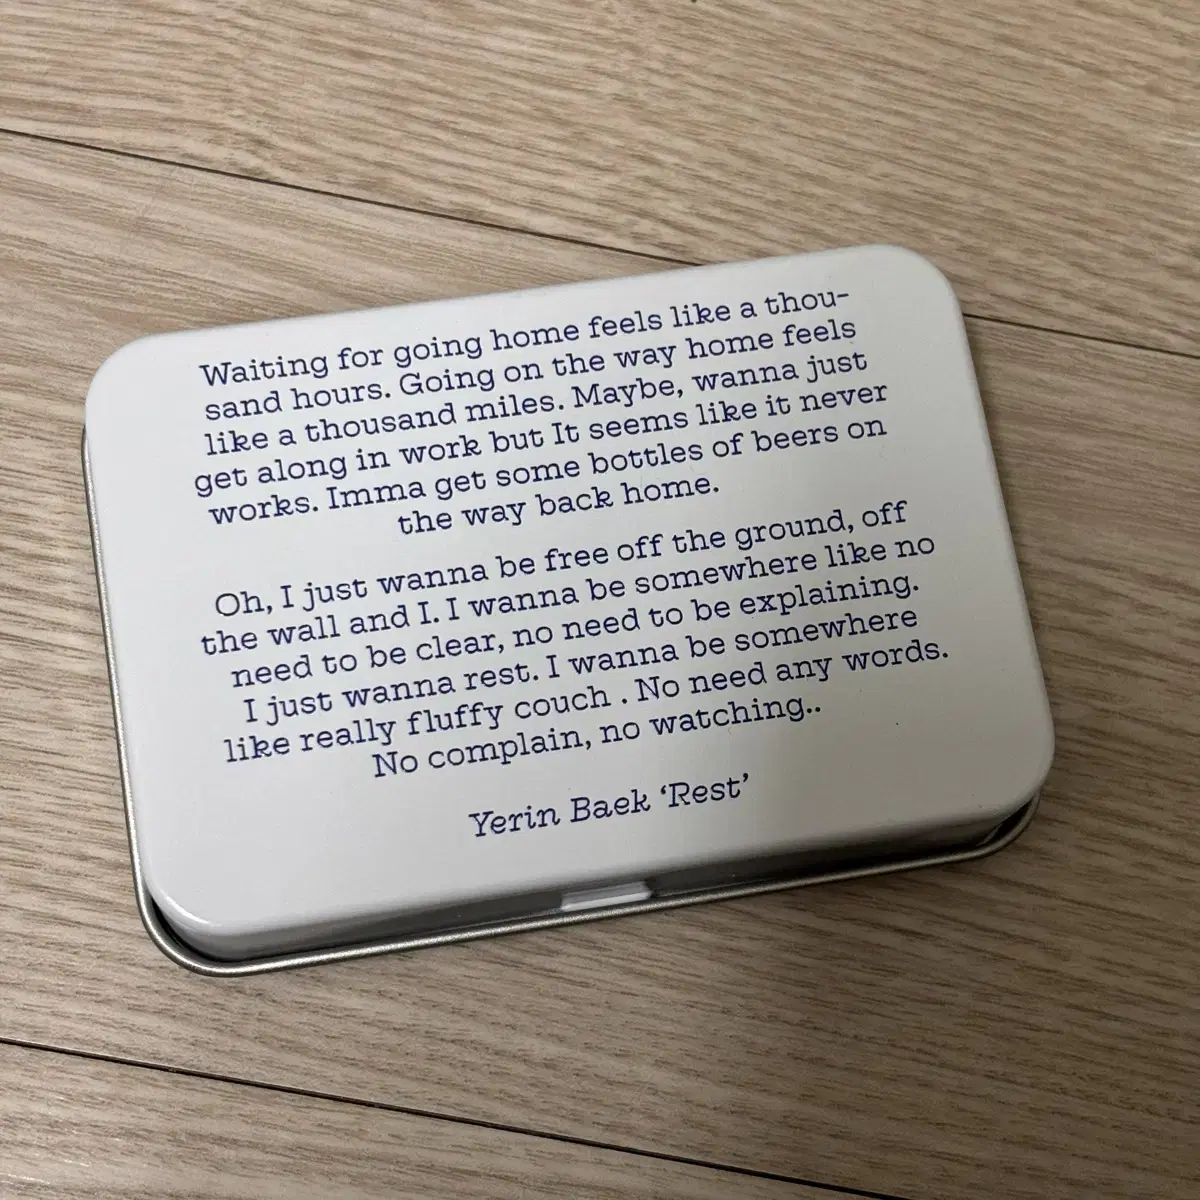 Waiting for going home feels like a thou-
sand hours. Going on the way home feels
like a thousand miles. Maybe, wanna just
get along in work but It seems like it never
works. Imma get some bottles of beers on
the way back home.
Oh, I just wanna be free off the ground, off
the wall and I. I wanna be somewhere like no
need to be clear, no need to be explaining.
I just wanna rest. I wanna be somewhere
like really fluffy couch . No need any words.
No complain, no watching..
Yerin Baek ‘Rest’